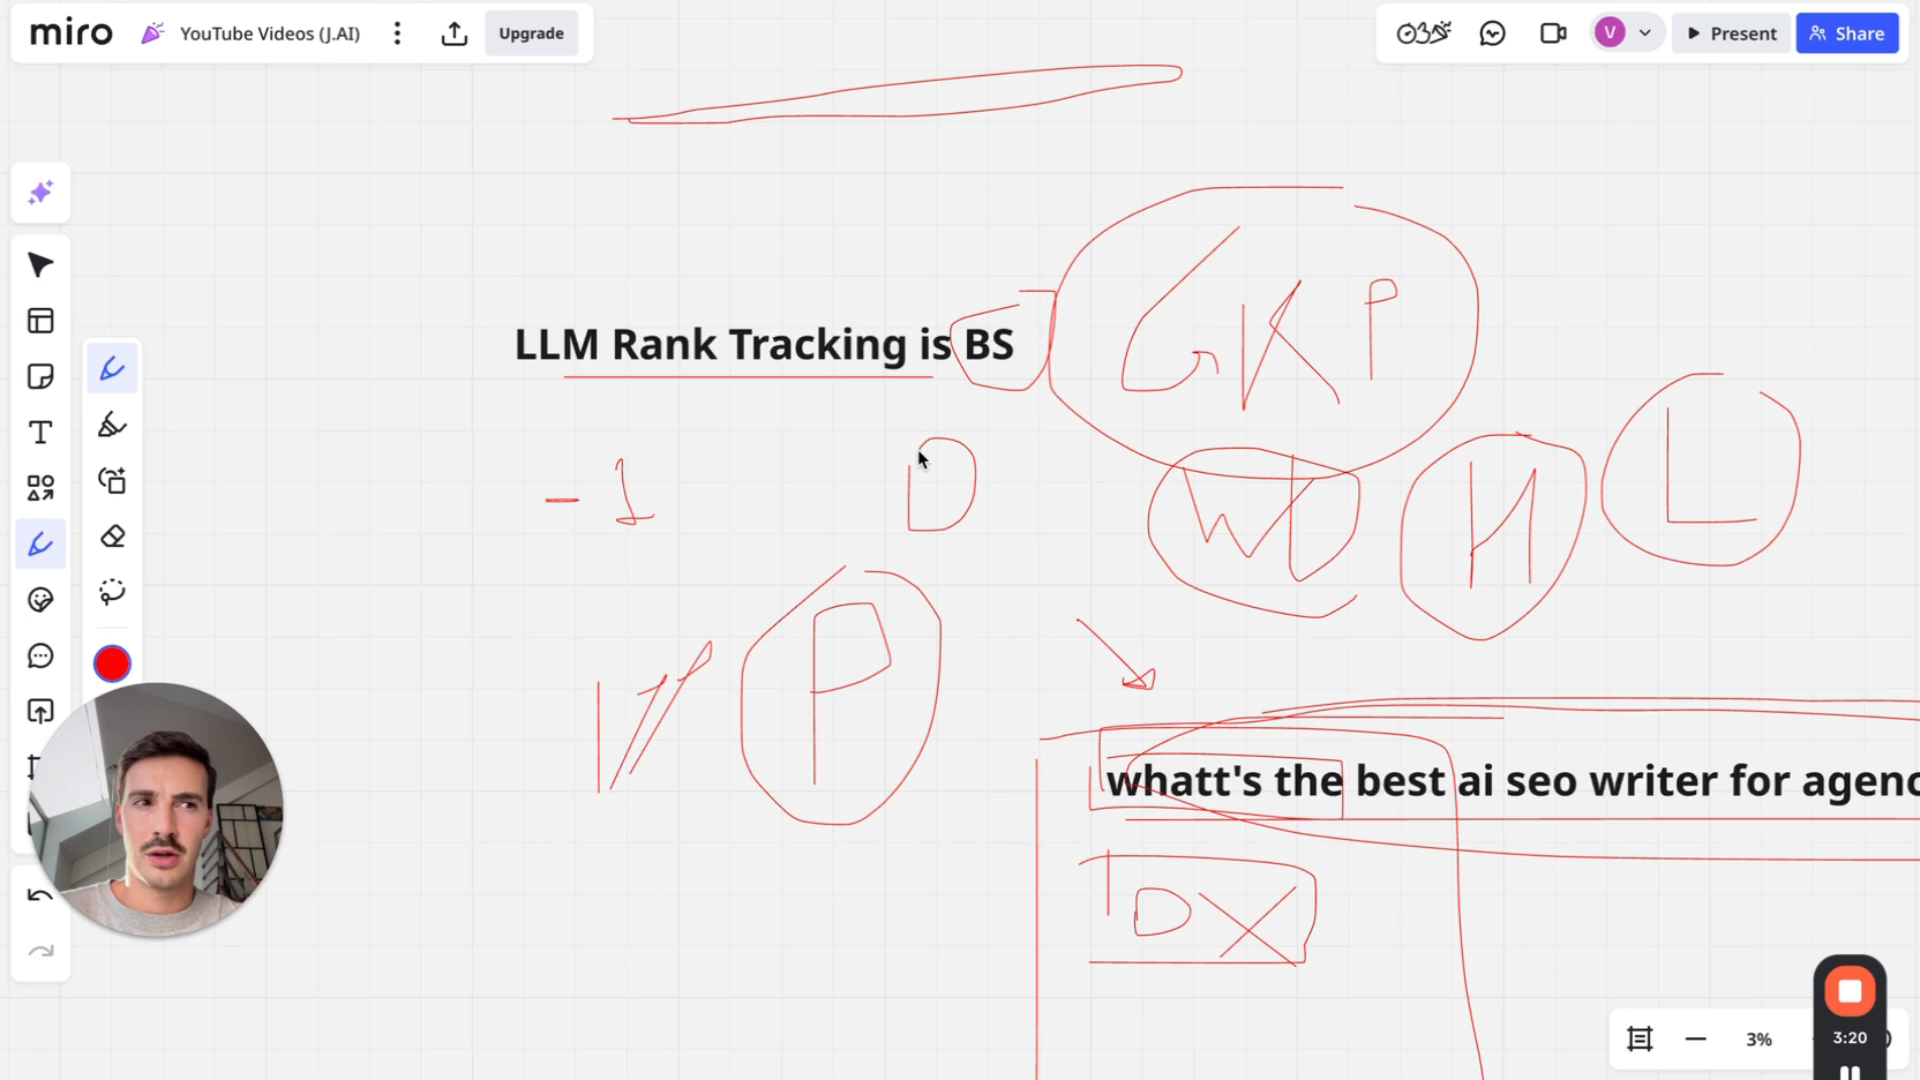 miro YouTube Videos (J.AI) Upgrade
V Present Share
GKP
LLM Rank Tracking is BS
L
- 1 D
H
P
whatt's the best ai seo writer for agenc
DX
3%
3:20